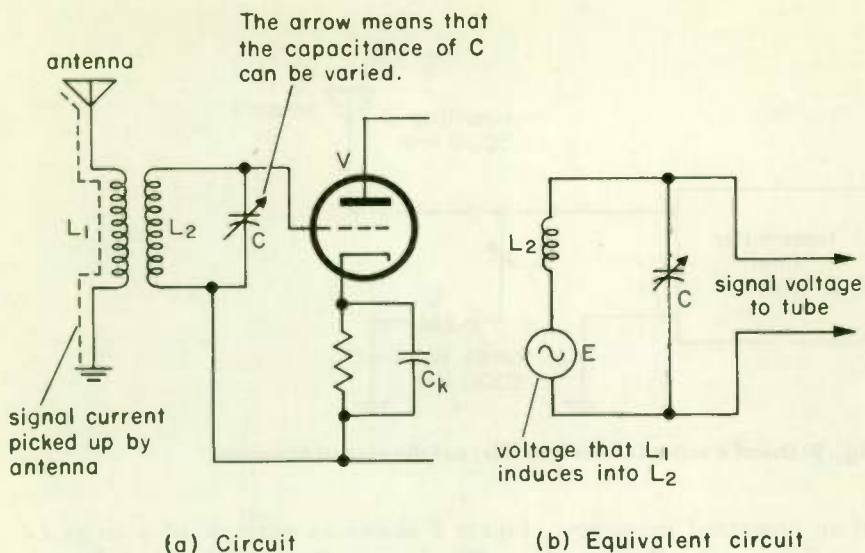 The arrow means that
the capacitance of C
can be varied.
antenna
V
L1
L2
C
Ck
signal current
picked up by
antenna
(a) Circuit
L2
C
E
signal voltage
to tube
voltage that L1
induces into L2
(b) Equivalent circuit